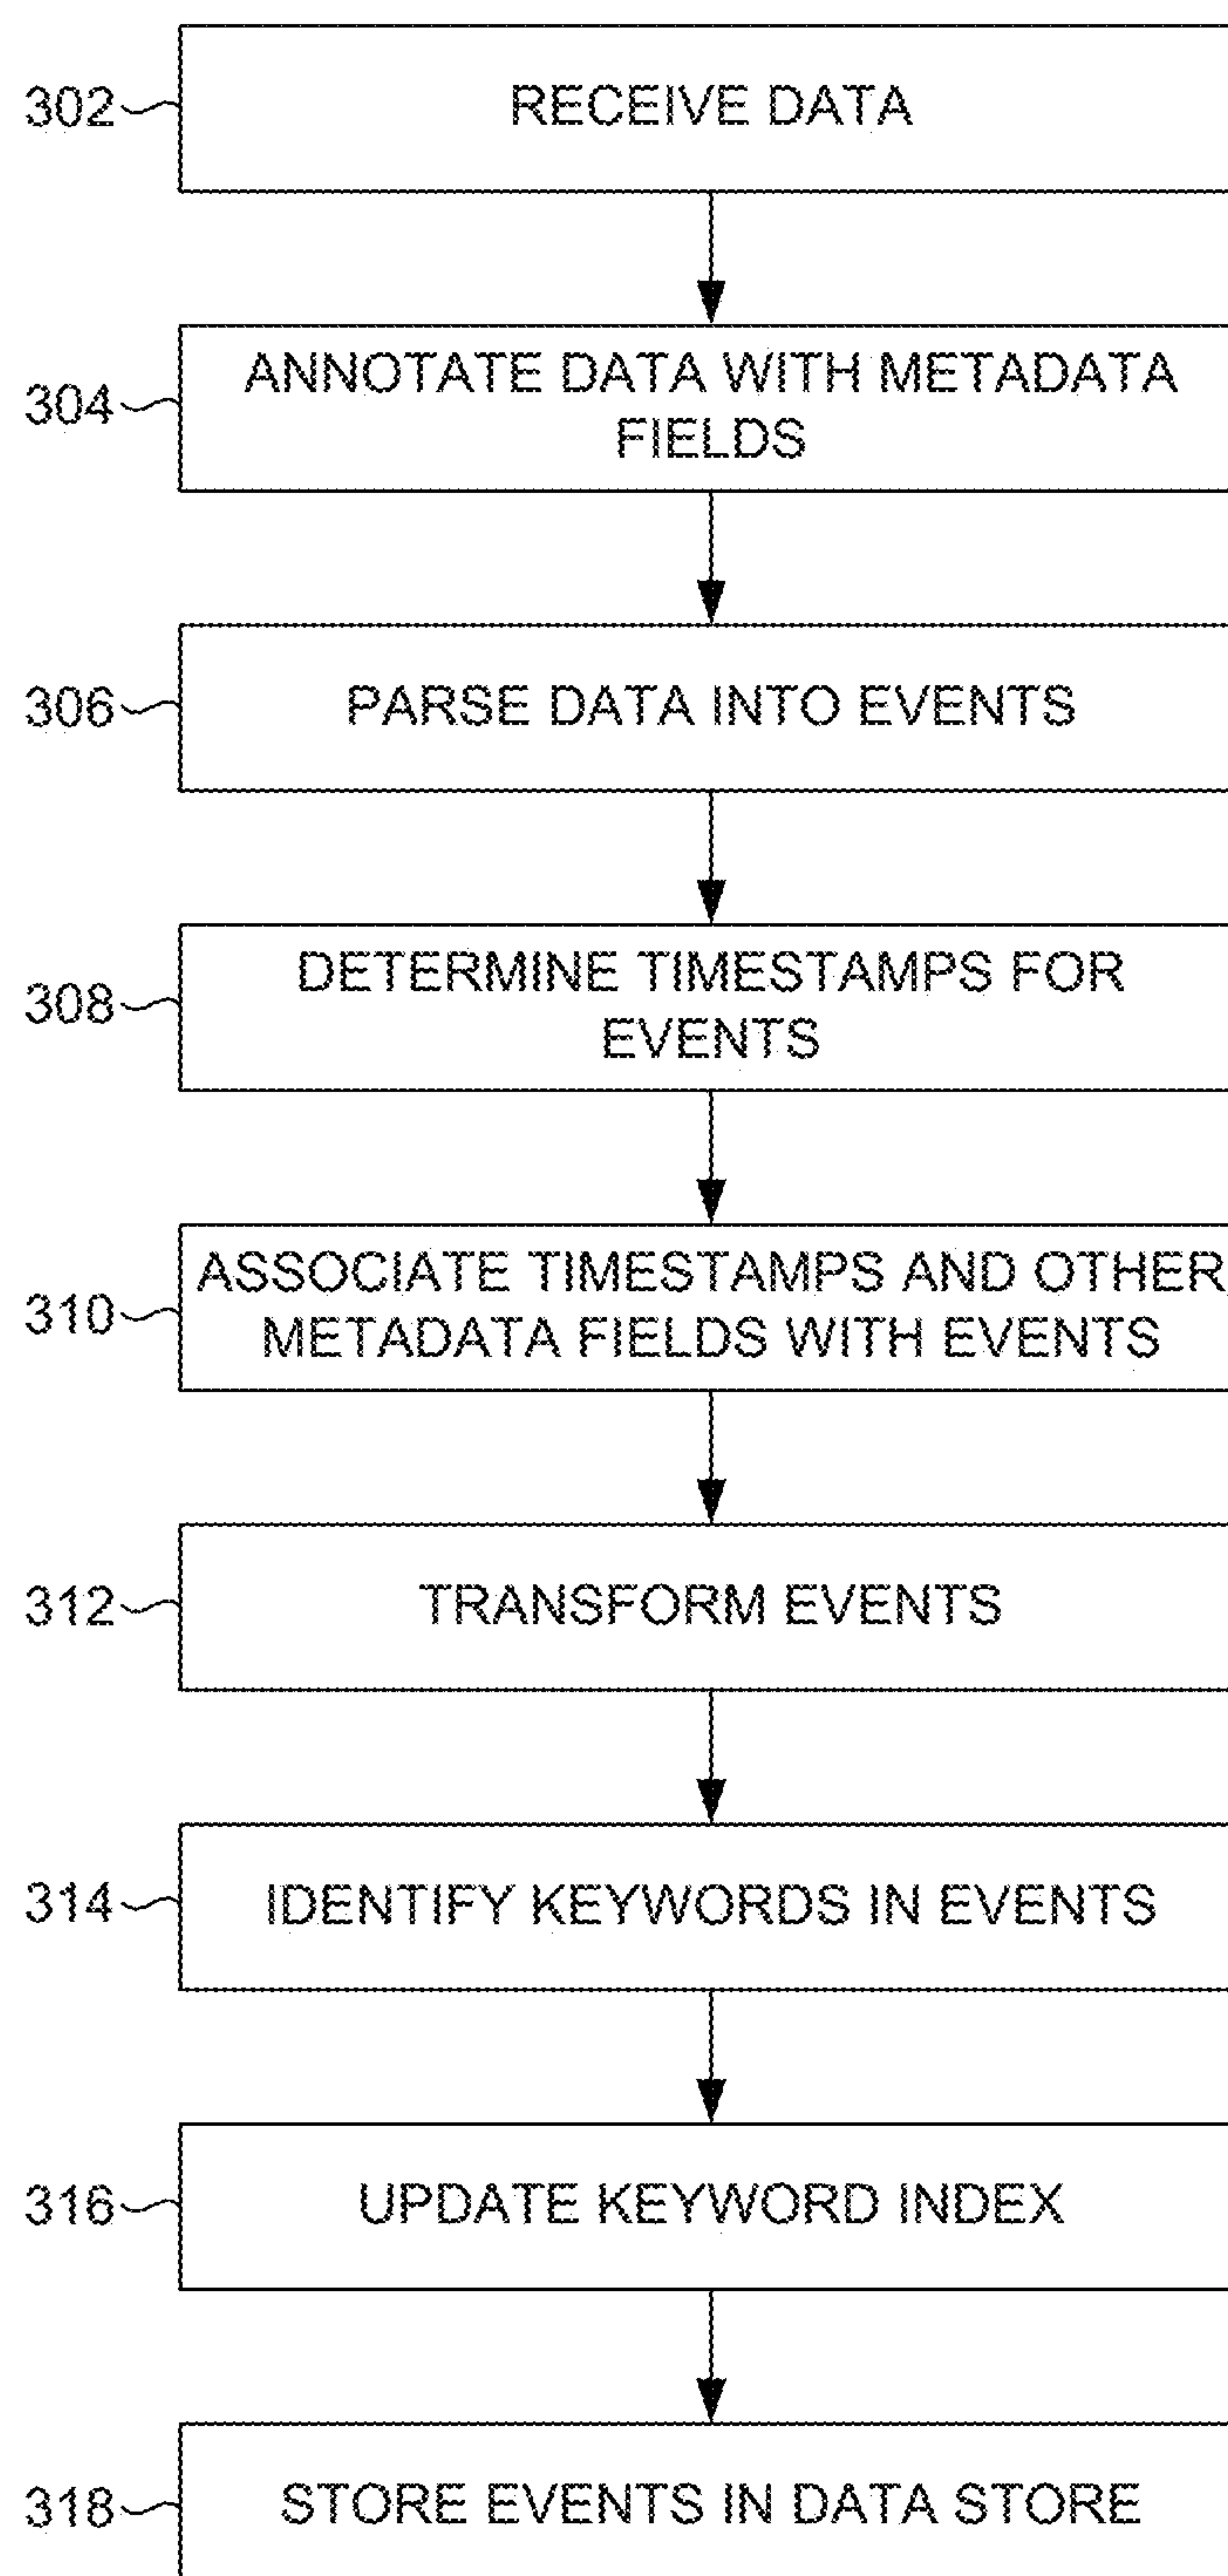 302
RECEIVE DATA
304
ANNOTATE DATA WITH METADATA
FIELDS
306
PARSE DATA INTO EVENTS
308
DETERMINE TIMESTAMPS FOR
EVENTS
310
ASSOCIATE TIMESTAMPS AND OTHER
METADATA FIELDS WITH EVENTS
312
TRANSFORM EVENTS
314
IDENTIFY KEYWORDS IN EVENTS
316
UPDATE KEYWORD INDEX
318
STORE EVENTS IN DATA STORE